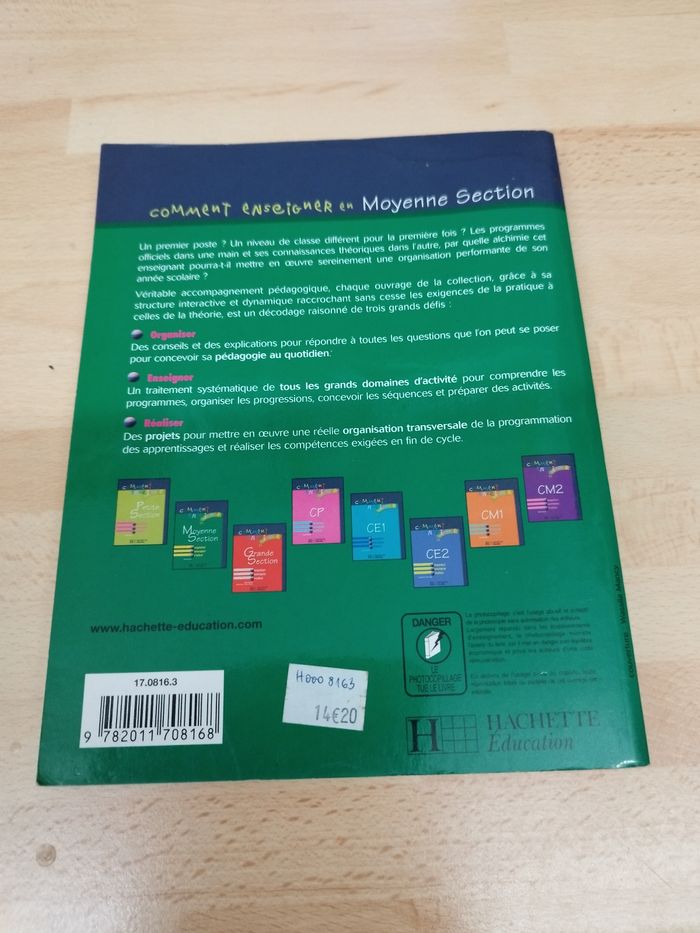 comment enseigner en Moyenne Section
Un premier poste ? Un niveau de classe différent pour la première fois ? Les programmes
officiels dans une main et ses connaissances théoriques dans l'autre, par quelle alchimie cet
enseignant pourra-t-il mettre en œuvre sereinement une organisation performante de son
année scolaire ?
Véritable accompagnement pédagogique, chaque ouvrage de la collection, grâce à sa
structure interactive et dynamique raccrochant sans cesse les exigences de la pratique à
celles de la théorie, est un décodage raisonné de trois grands défis :
Organiser
Des conseils et des explications pour répondre à toutes les questions que l'on peut se poser
pour concevoir sa pédagogie au quotidien.
Enseigner
Un traitement systématique de tous les grands domaines d'activité pour comprendre les
programmes, organiser les progressions, concevoir les séquences et préparer des activités.
Réaliser
Des projets pour mettre en œuvre une réelle organisation transversale de la programmation
des apprentissages et réaliser les compétences exigées en fin de cycle.
Petite
Section
Moyenne
Section
Grande
Section
CP
CE1
CE2
CM1
CM2
www.hachette-education.com
DANGER
LE
PHOTOCOPILLAGE
TUE LE LIVRE
17.0816.3
9 782011 708168
H000 8163
14€20
H HACHETTE
Éducation